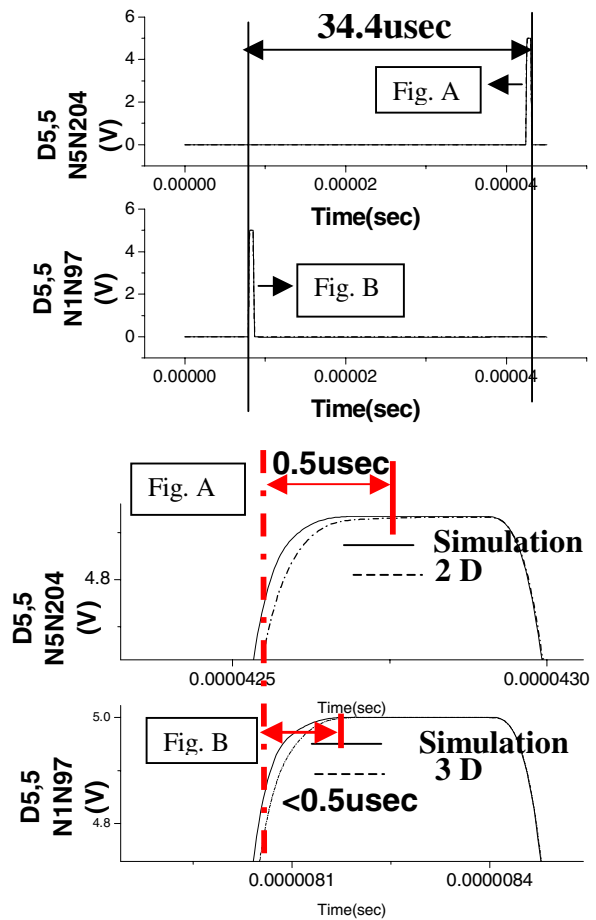 34.4usec
6
4
2
0
D5,5
N5N204
(V)
Fig. A
0.00000
0.00002
0.00004
Time(sec)
6
4
2
0
D5,5
N1N97
(V)
Fig. B
0.00000
0.00002
0.00004
Time(sec)
Fig. A
0.5usec
4.8
D5,5
N5N204
(V)
Simulation
2 D
0.0000425
0.0000430
Time(sec)
5.0
4.8
D5,5
N1N97
(V)
Fig. B
Simulation
3 D
<0.5usec
0.0000081
0.0000084
Time(sec)